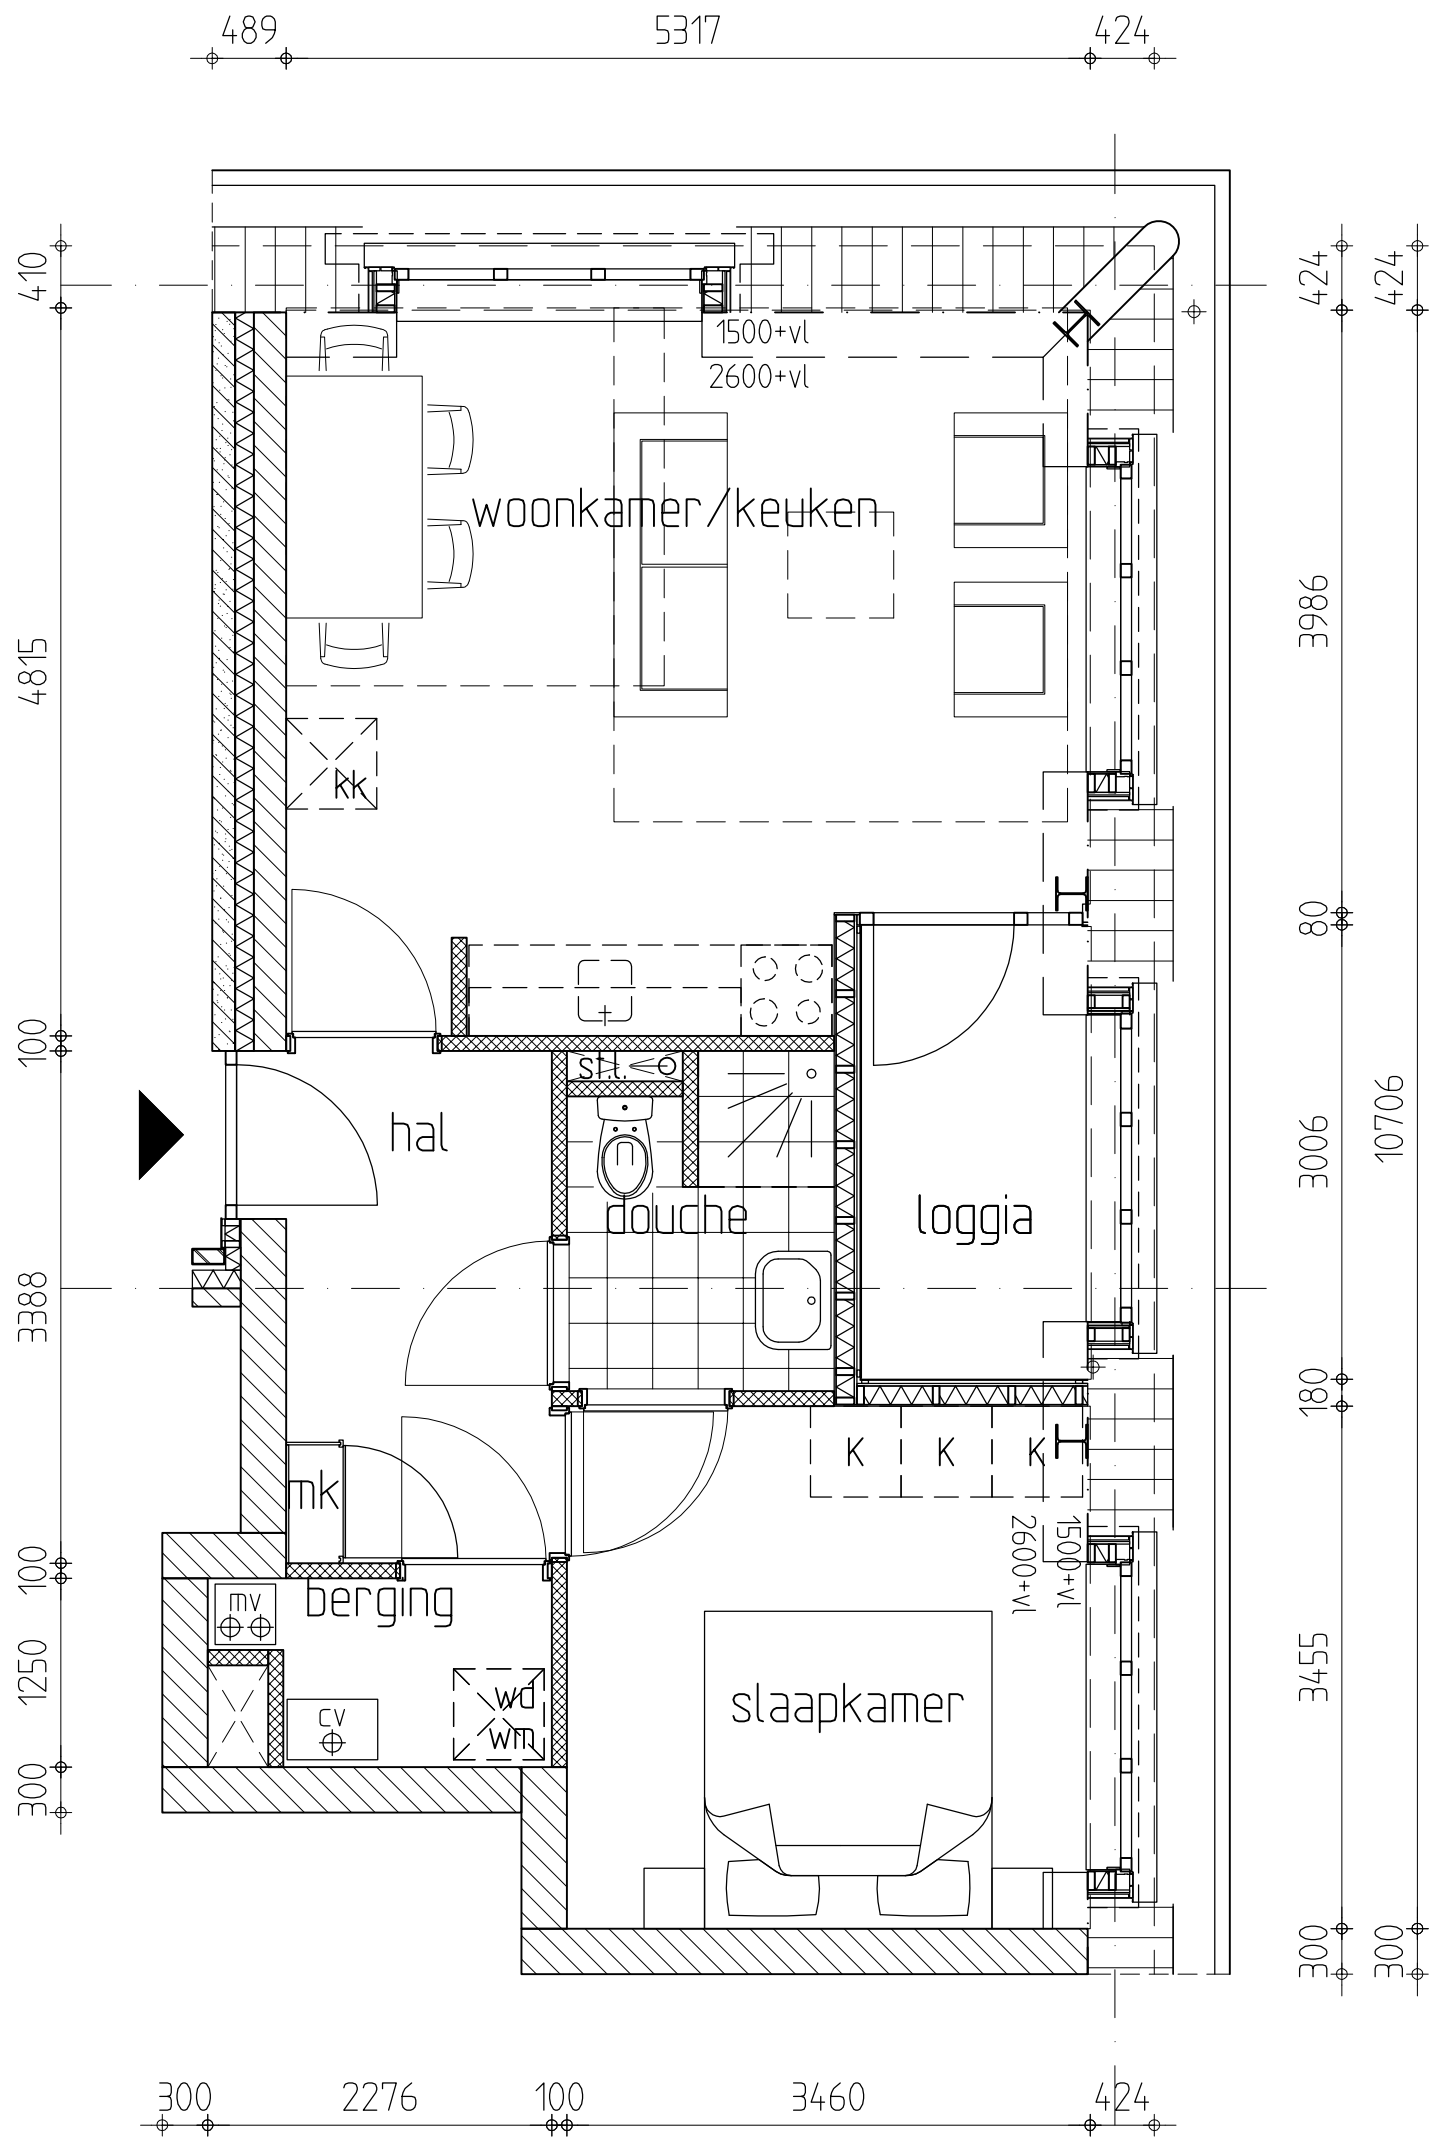 489 5317 424
410
424
424
1500+vl
2600+vl
woonkamer/keuken
3986
4815
kk
80
100
st.l.
hal
10706
3006
douche
loggia
3388
180
K K K
mk
1500+vl
2600+vl
100
berging
mv
1250
3455
slaapkamer
wd
wm
cv
300
300
300
300 2276 100 3460 424